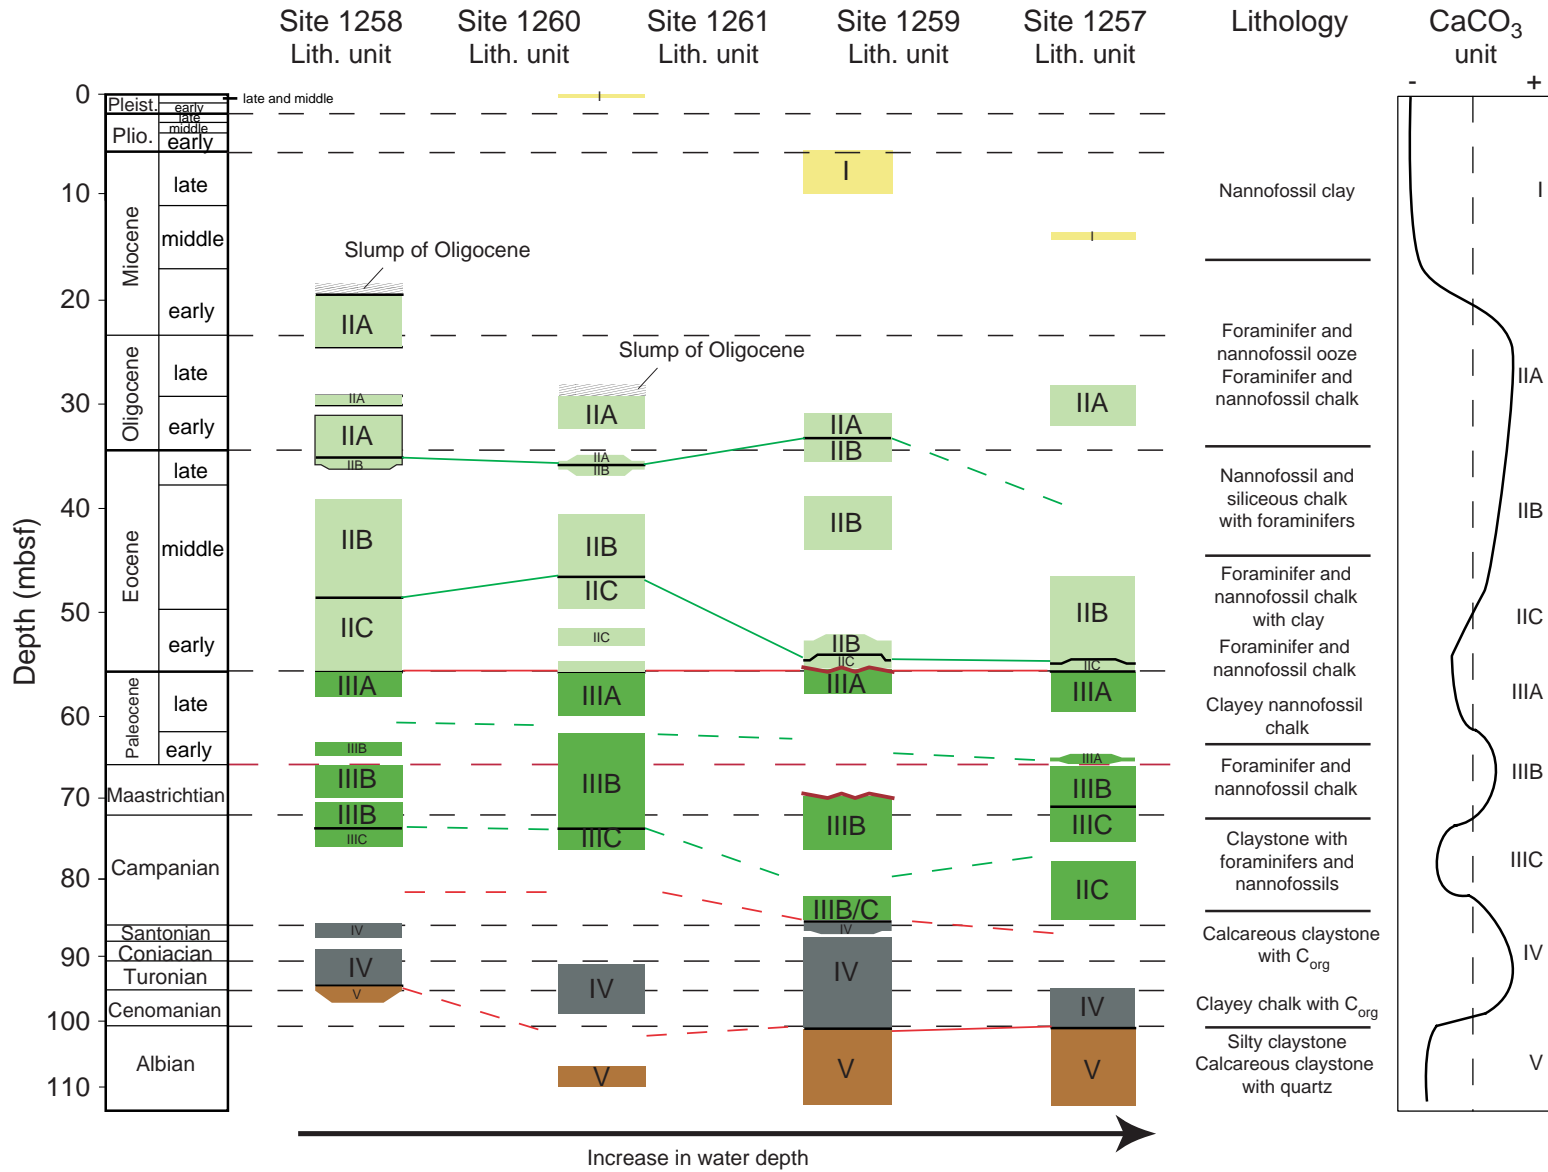 Site 1258
Lith. unit
Site 1260
Lith. unit
Site 1261
Lith. unit
Site 1259
Lith. unit
Site 1257
Lith. unit
Lithology
CaCO3
unit
- +
Depth (mbsf)
0
10
20
30
40
50
60
70
80
90
100
110
Pleist.
late and middle
early
Plio.
late
middle
early
Miocene
late
middle
early
Oligocene
late
early
Eocene
late
middle
early
Paleocene
late
early
Maastrichtian
Campanian
Santonian
Coniacian
Turonian
Cenomanian
Albian
Slump of Oligocene
IIA
IIA
IIA
IIB
IIB
IIC
IIIA
IIIB
IIIB
IIIB
IIIC
IV
IV
V
I
Slump of Oligocene
IIA
IIA
IIB
IIB
IIC
IIC
IIIA
IIIB
IIIC
IV
V
I
IIA
IIB
IIB
IIB
IIC
IIIA
IIIB
IIIB/C
IV
IV
V
I
IIA
IIB
IIC
IIIA
IIIA
IIIB
IIIC
IIC
IV
V
Nannofossil clay
Foraminifer and
nannofossil ooze
Foraminifer and
nannofossil chalk
Nannofossil and
siliceous chalk
with foraminifers
Foraminifer and
nannofossil chalk
with clay
Foraminifer and
nannofossil chalk
Clayey nannofossil
chalk
Foraminifer and
nannofossil chalk
Claystone with
foraminifers and
nannofossils
Calcareous claystone
with Corg
Clayey chalk with Corg
Silty claystone
Calcareous claystone
with quartz
I
IIA
IIB
IIC
IIIA
IIIB
IIIC
IV
V
Increase in water depth